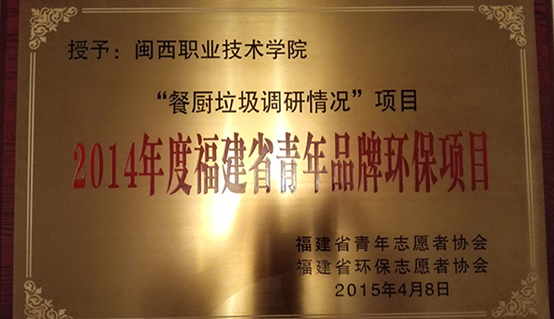 授予：闽西职业技术学院
“餐厨垃圾调研情况”项目
2014年度福建省青年品牌环保项目
福建省青年志愿者协会
福建省环保志愿者协会
2015年4月8日